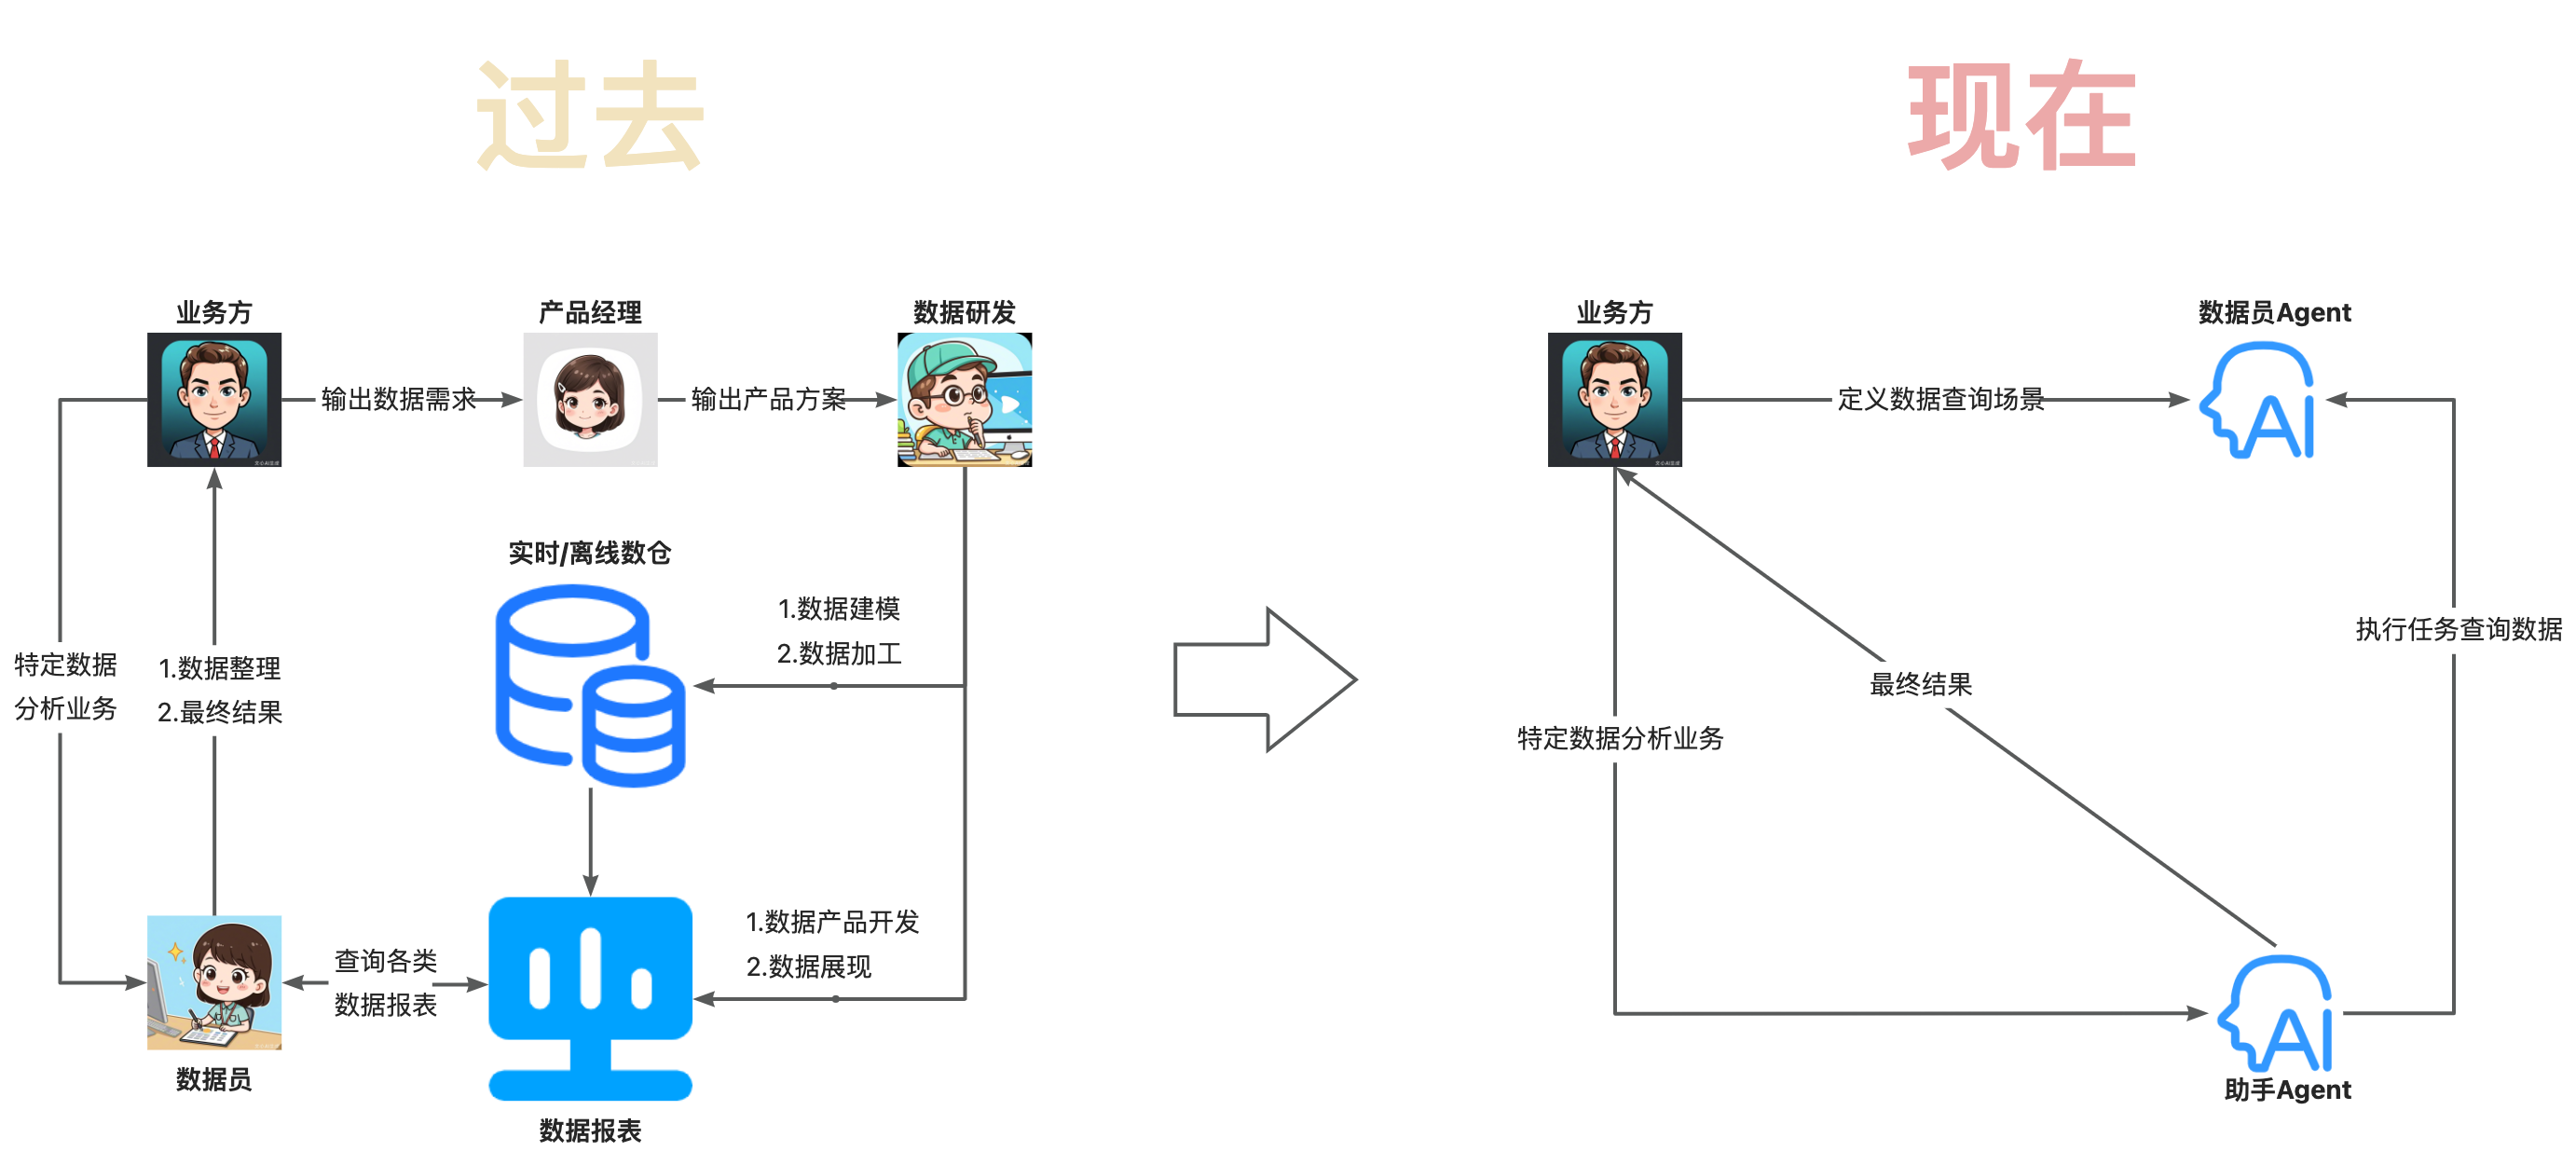 过去
现在
业务方
产品经理
数据研发
输出数据需求
输出产品方案
实时/离线数仓
1.数据建模
2.数据加工
特定数据
分析业务
1.数据整理
2.最终结果
查询各类
数据报表
1.数据产品开发
2.数据展现
数据员
数据报表
业务方
数据员Agent
定义数据查询场景
执行任务查询数据
最终结果
特定数据分析业务
AI
AI
助手Agent